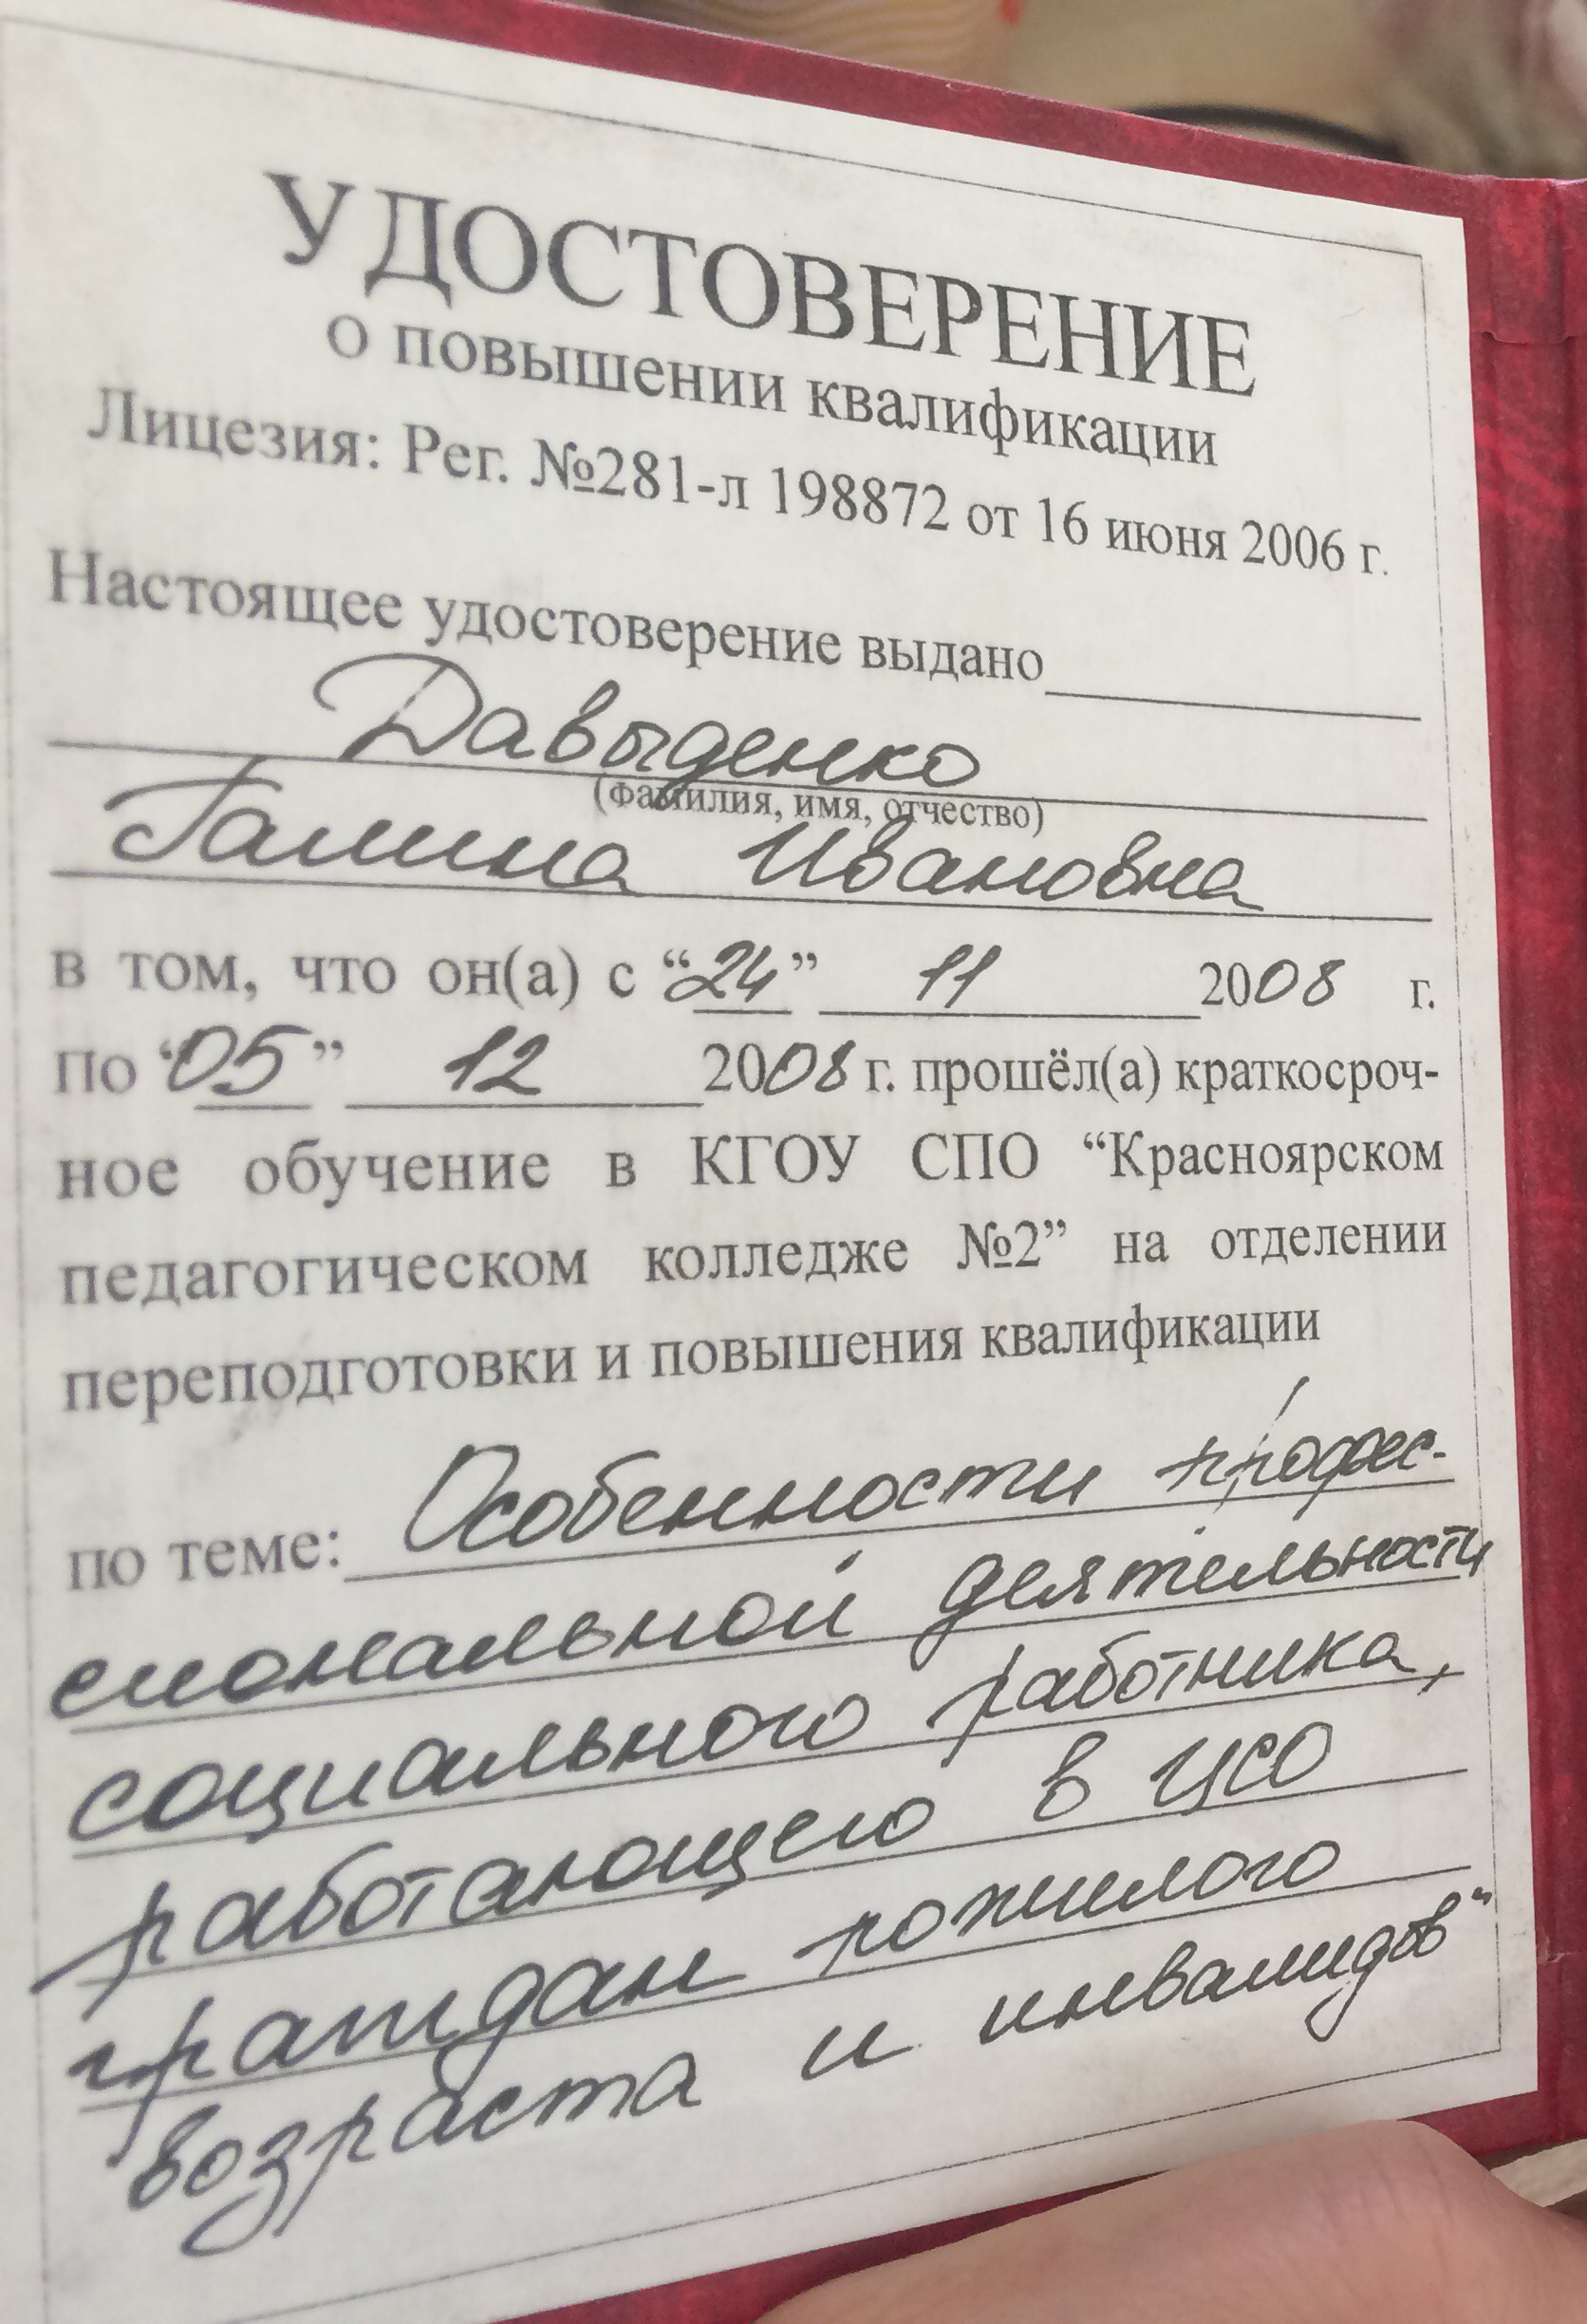 УДОСТОВЕРЕНИЕ
о повышении квалификации
Лицезия: Рег. №281-л 198872 от 16 июня 2006 г.
Настоящее удостоверение выдано
Давыденко
(фамилия, имя, отчество)
Галина Ивановна
в том, что он(а) с “24” 11 2008 г.
По “05” 12 2008 г. прошёл(а) краткосроч-
ное обучение в КГОУ СПО “Красноярском
педагогическом колледже №2” на отделении
переподготовки и повышения квалификации
по теме: Особенности профес-
сиональной деятельности
социального работника,
работающего в ЦСО
граждан пожилого
возраста и инвалидов"